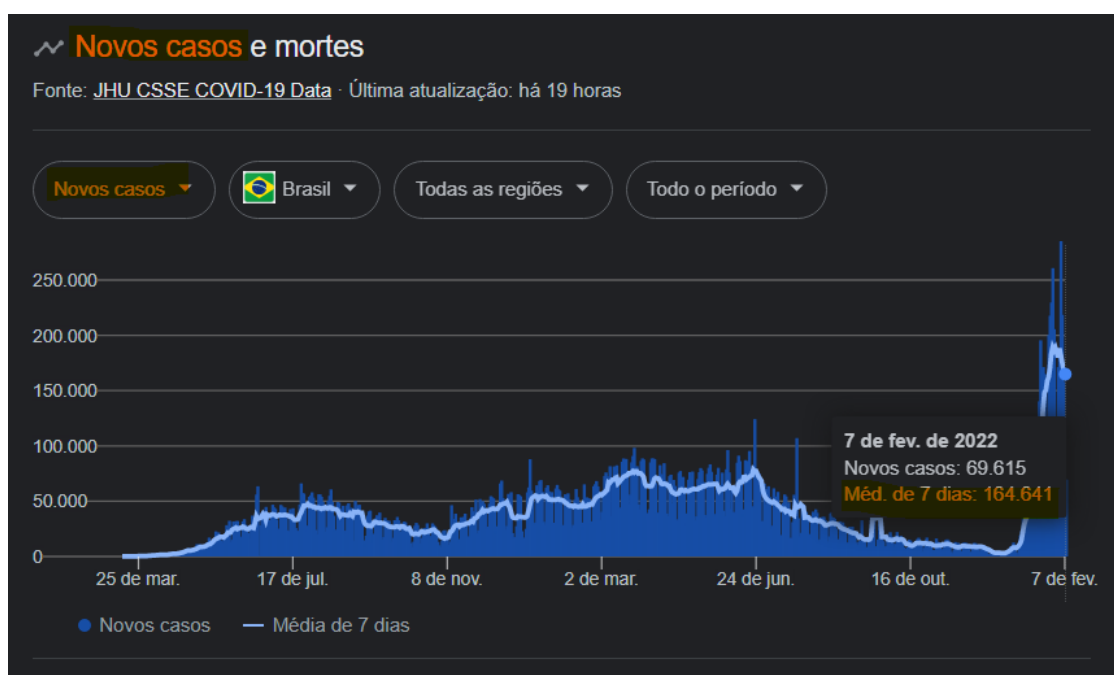 Novos casos e mortes
Fonte: JHU CSSE COVID-19 Data · Última atualização: há 19 horas
Novos casos
Brasil
Todas as regiões
Todo o período
250.000
200.000
150.000
100.000
50.000
0
7 de fev. de 2022
Novos casos: 69.615
Méd. de 7 dias: 164.641
25 de mar.
17 de jul.
8 de nov.
2 de mar.
24 de jun.
16 de out.
7 de fev.
Novos casos
Média de 7 dias